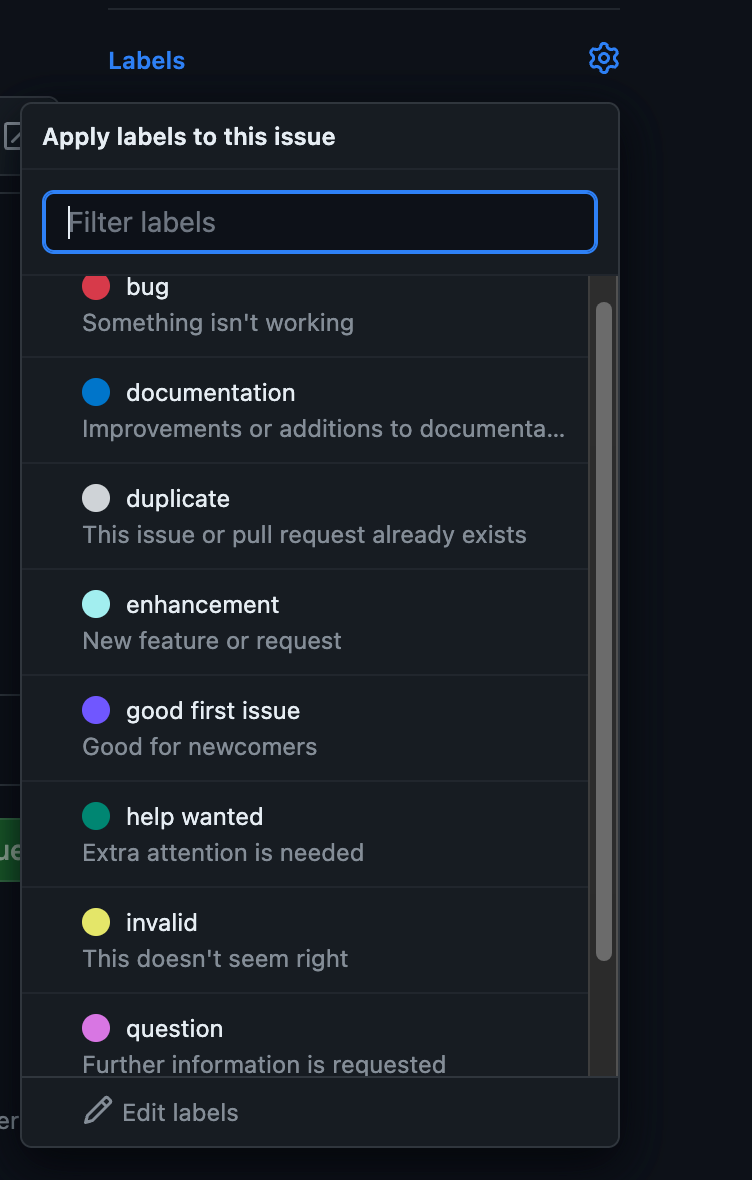 Labels
Apply labels to this issue
Filter labels
bug
Something isn't working
documentation
Improvements or additions to documenta...
duplicate
This issue or pull request already exists
enhancement
New feature or request
good first issue
Good for newcomers
help wanted
Extra attention is needed
invalid
This doesn't seem right
question
Further information is requested
Edit labels